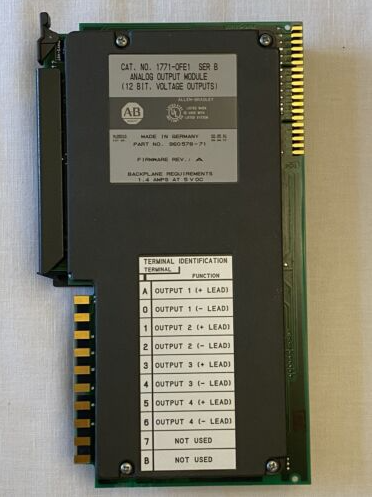 CAT. NO. 1771-OFE1 SER B
ANALOG OUTPUT MODULE
(12 BIT. VOLTAGE OUTPUTS)
ALLEN-BRADLEY
AB
UL
MADE IN GERMANY
PART NO. 960578-71
FIRMWARE REV.: A
BACKPLANE REQUIREMENTS
1.4 AMPS AT 5 V DC
TERMINAL IDENTIFICATION
TERMINAL
FUNCTION
A OUTPUT 1 (+ LEAD)
0 OUTPUT 1 (- LEAD)
1 OUTPUT 2 (+ LEAD)
2 OUTPUT 2 (- LEAD)
3 OUTPUT 3 (+ LEAD)
4 OUTPUT 3 (- LEAD)
5 OUTPUT 4 (+ LEAD)
6 OUTPUT 4 (- LEAD)
7 NOT USED
B NOT USED